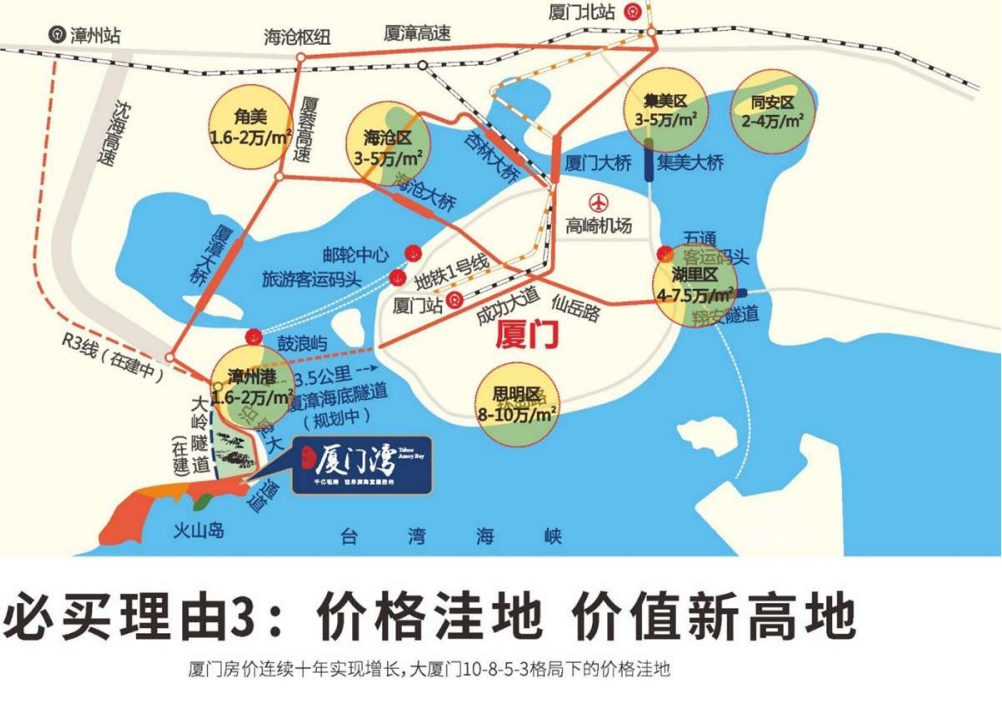 厦门北站
漳州站
海沧枢纽
厦漳高速
沈海高速
角美
1.6-2万/㎡
厦蓉高速
海沧区
3-5万/㎡
集美区
3-5万/㎡
同安区
2-4万/㎡
杏林大桥
厦门大桥
集美大桥
海沧大桥
高崎机场
厦漳大桥
邮轮中心
旅游客运码头
地铁1号线
五通
客运码头
湖里区
4-7.5万/㎡
翔安隧道
厦门站
成功大道
仙岳路
厦门
R3线（在建中）
鼓浪屿
漳州港
1.6-2万/㎡
3.5公里
厦漳海底隧道
（规划中）
思明区
8-10万/㎡
大岭隧道
（在建）
通道
厦门湾
火山岛
台湾海峡
必买理由3：价格洼地 价值新高地
厦门房价连续十年实现增长，大厦门10-8-5-3格局下的价格洼地